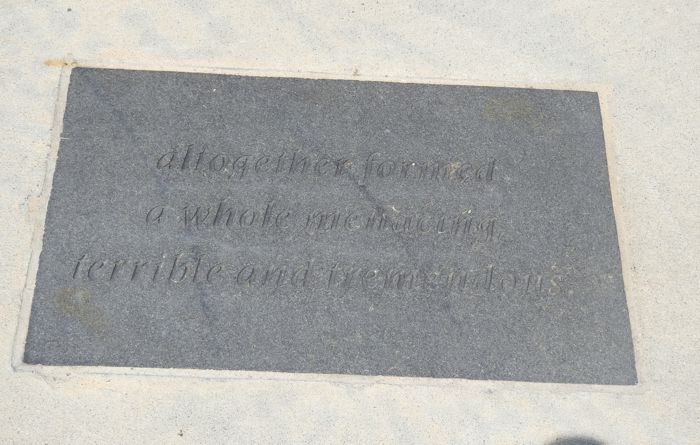 altogether formed
a whole menacing,
terrible and tremendous.